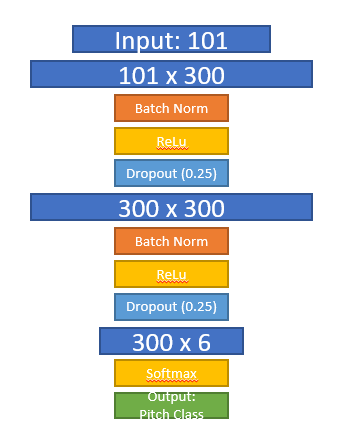 Input: 101
101 x 300
Batch Norm
ReLu
Dropout (0.25)
300 x 300
Batch Norm
ReLu
Dropout (0.25)
300 x 6
Softmax
Output:
Pitch Class